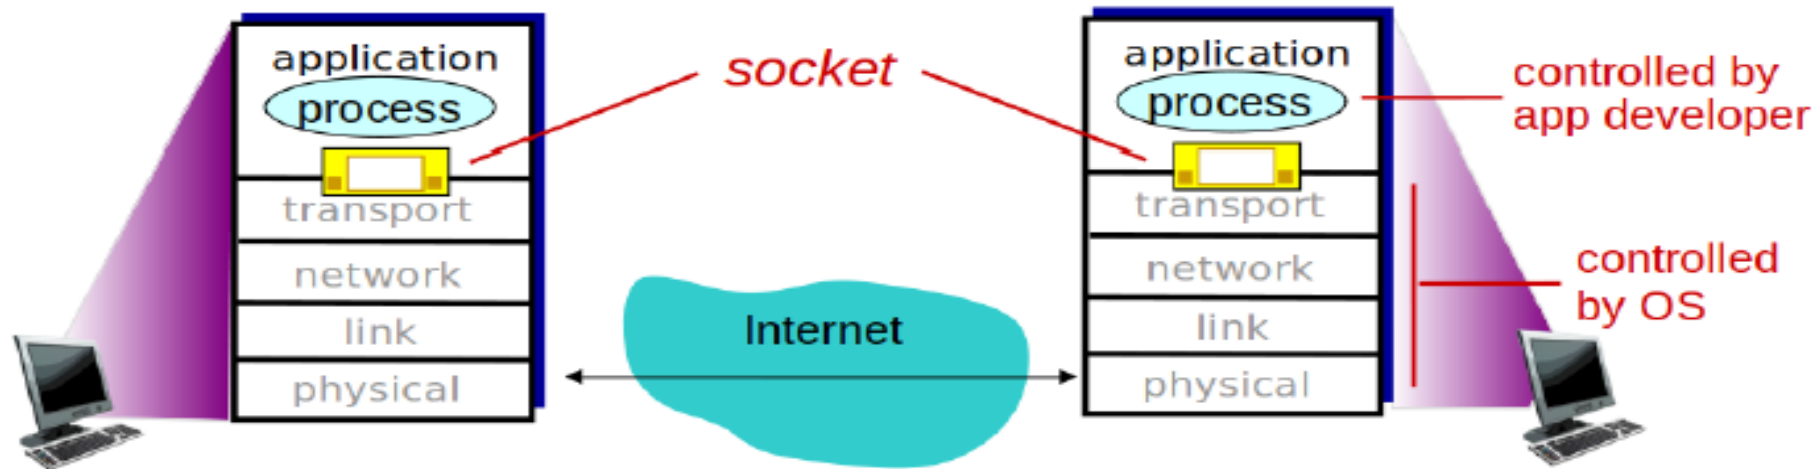 application
process
transport
network
link
physical
socket
Internet
application
process
transport
network
link
physical
controlled by
app developer
controlled
by OS